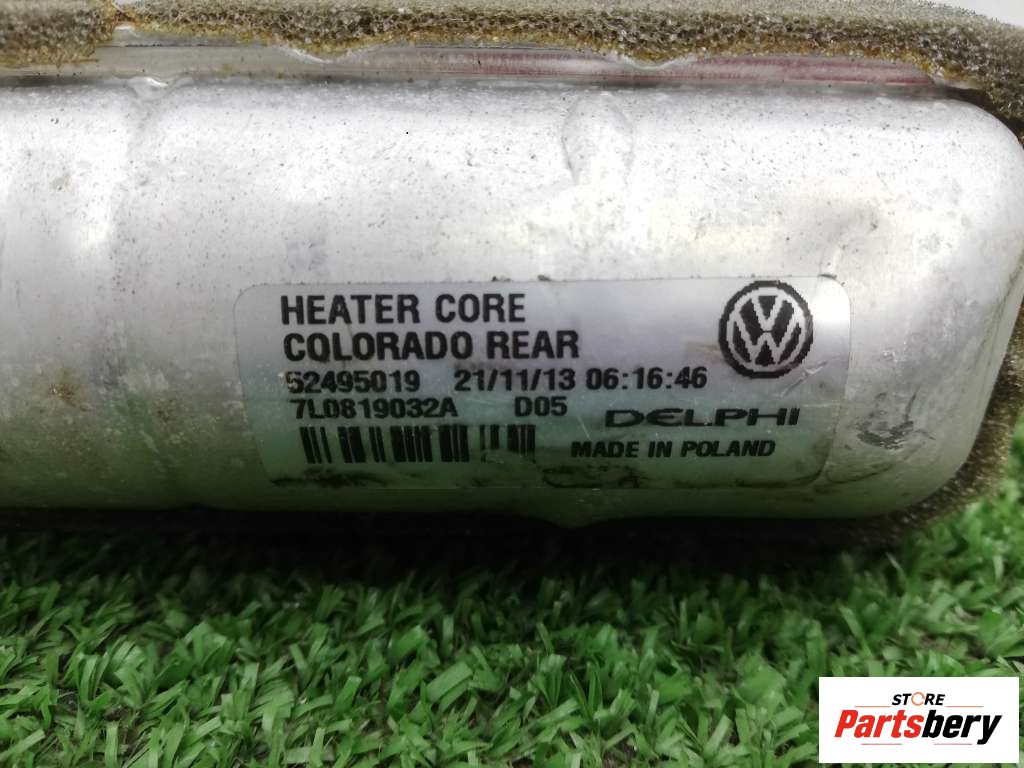 HEATER CORE
COLORADO REAR
52495019 21/11/13 06:16:46
7L0819032A D05 DELPHI
MADE IN POLAND
STORE
Partsbery